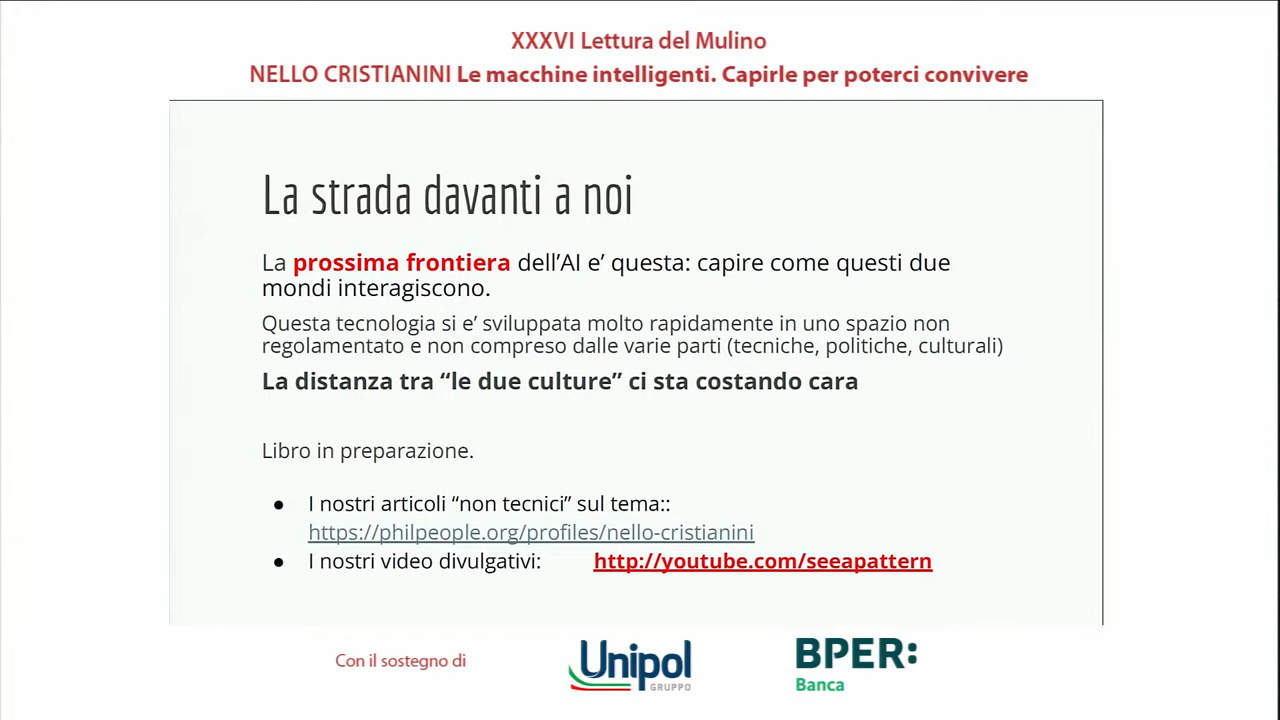 XXXVI Lettura del Mulino
NELLO CRISTIANINI Le macchine intelligenti. Capirle per poterci convivere
La strada davanti a noi
La prossima frontiera dell'AI e' questa: capire come questi due
mondi interagiscono.
Questa tecnologia si e' sviluppata molto rapidamente in uno spazio non
regolamentato e non compreso dalle varie parti (tecniche, politiche, culturali)
La distanza tra “le due culture” ci sta costando cara
Libro in preparazione.
● I nostri articoli “non tecnici” sul tema::
https://philpeople.org/profiles/nello-cristianini
● I nostri video divulgativi: http://youtube.com/seeapattern
Con il sostegno di
Unipol
GRUPPO
BPER:
Banca